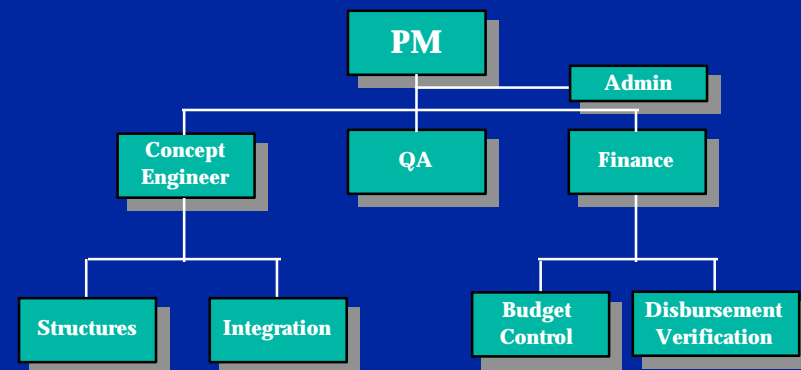 PM
Admin
Concept
Engineer
QA
Finance
Structures
Integration
Budget
Control
Disbursement
Verification